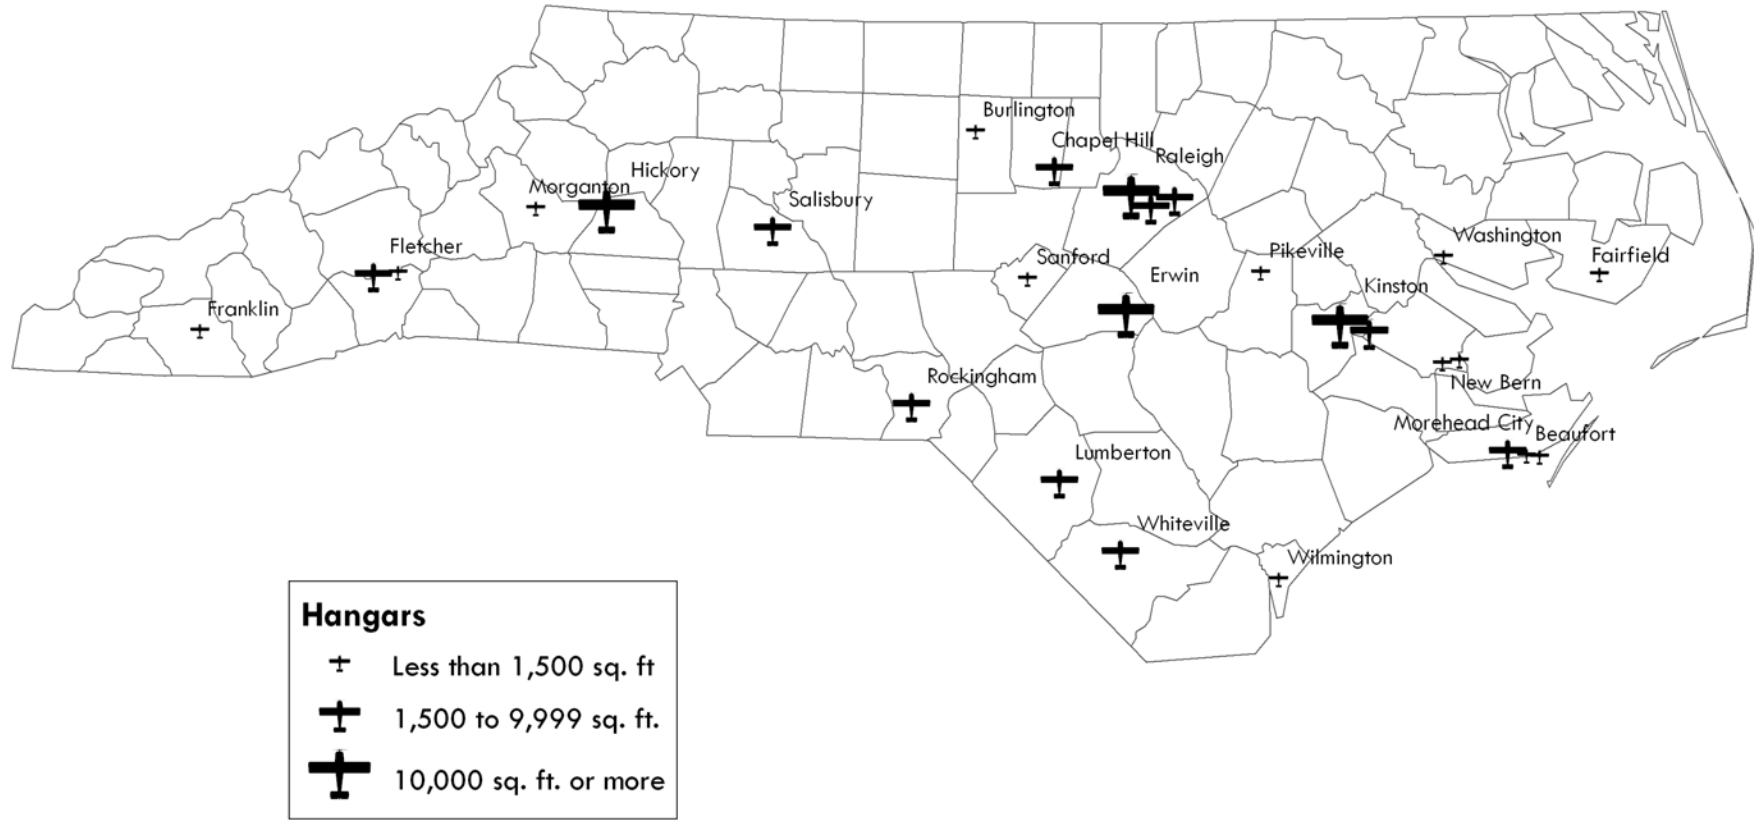 Burlington
Chapel Hill
Raleigh
Hickory
Morganton
Salisbury
Fletcher
Washington
Sanford
Pikeville
Fairfield
Erwin
Kinston
Franklin
Rockingham
New Bern
Morehead City
Beaufort
Lumberton
Whiteville
Wilmington
Hangars
Less than 1,500 sq. ft
1,500 to 9,999 sq. ft.
10,000 sq. ft. or more